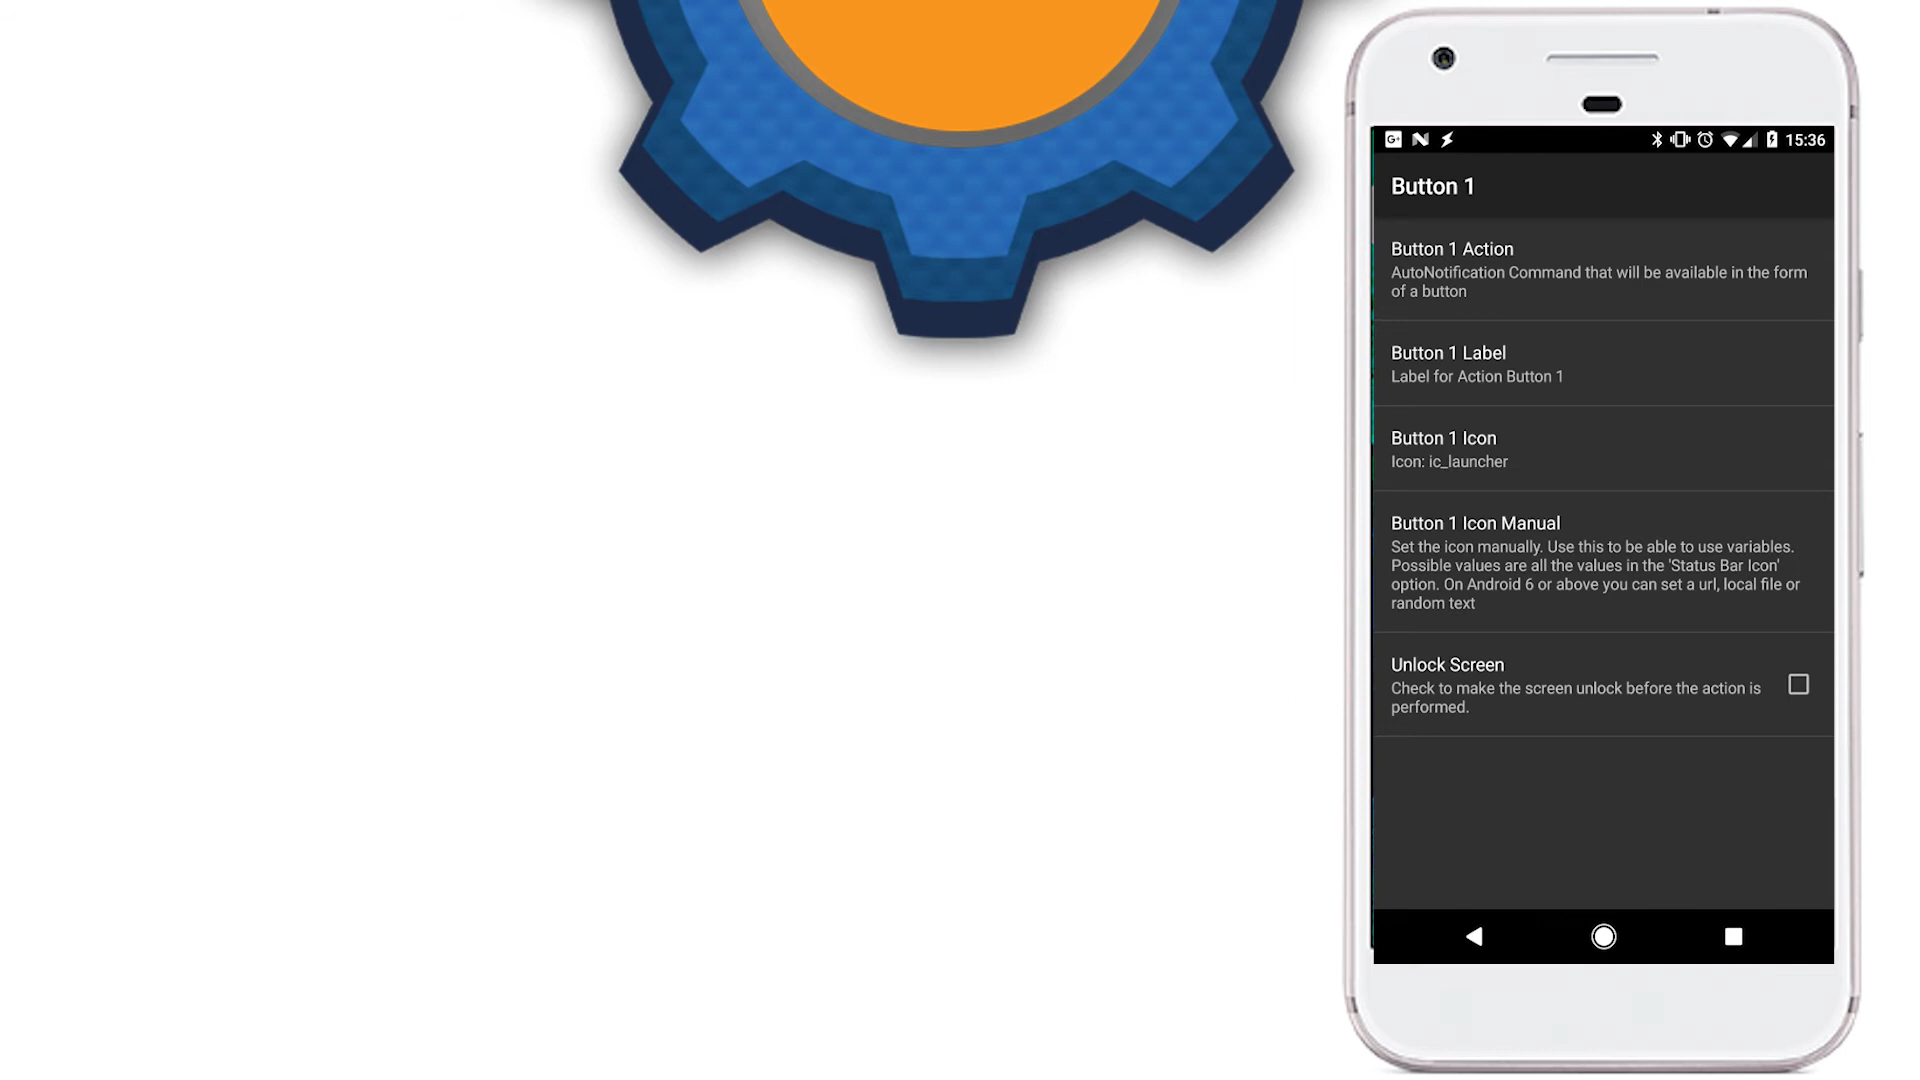 15:36
Button 1
Button 1 Action
AutoNotification Command that will be available in the form
of a button
Button 1 Label
Label for Action Button 1
Button 1 Icon
Icon: ic_launcher
Button 1 Icon Manual
Set the icon manually. Use this to be able to use variables.
Possible values are all the values in the 'Status Bar Icon'
option. On Android 6 or above you can set a url, local file or
random text
Unlock Screen
Check to make the screen unlock before the action is
performed.